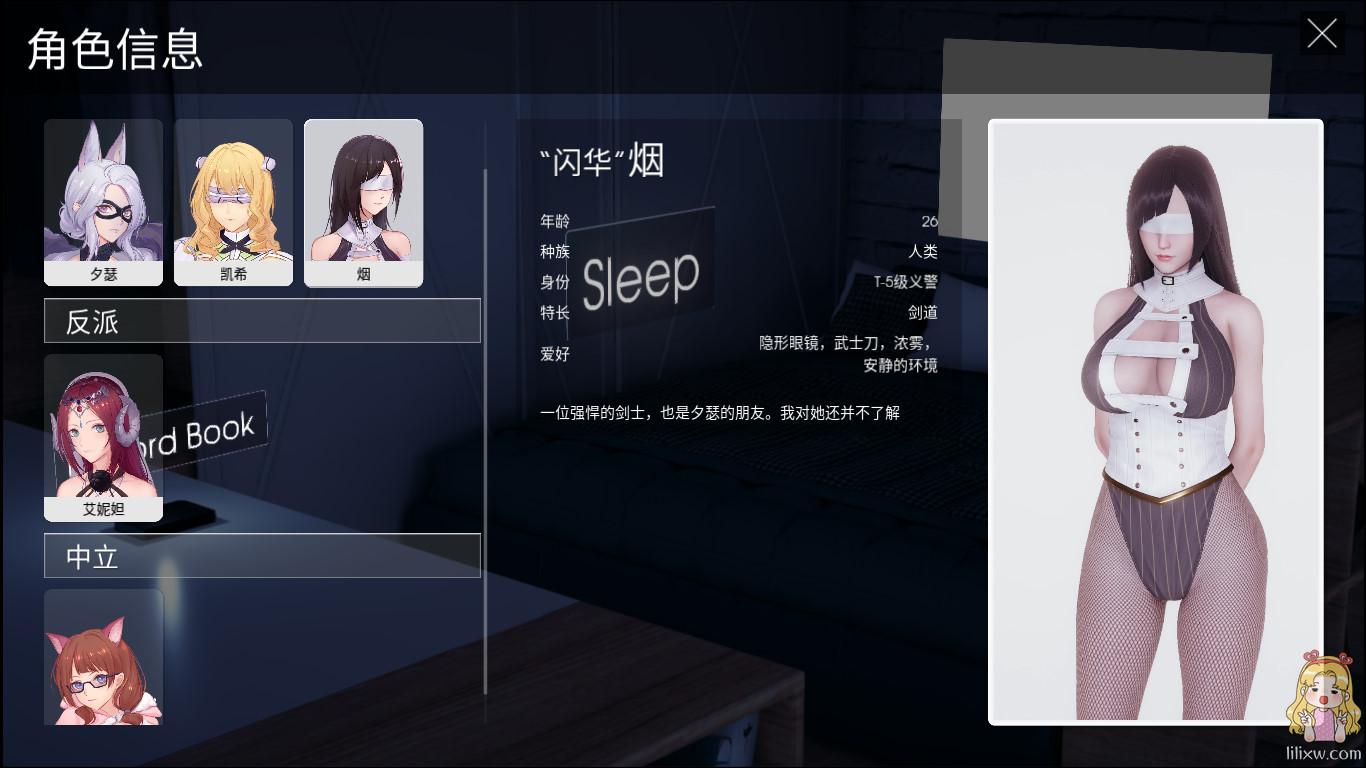 角色信息
夕瑟
凯希
烟
反派
艾妮妲
ord Book
中立
“闪华“烟
年龄 26
种族 人类
身份 T-5级义警
特长 剑道
爱好 隐形眼镜，武士刀，浓雾，
安静的环境
一位强悍的剑士，也是夕瑟的朋友。我对她还并不了解
Sleep
lilixw.com